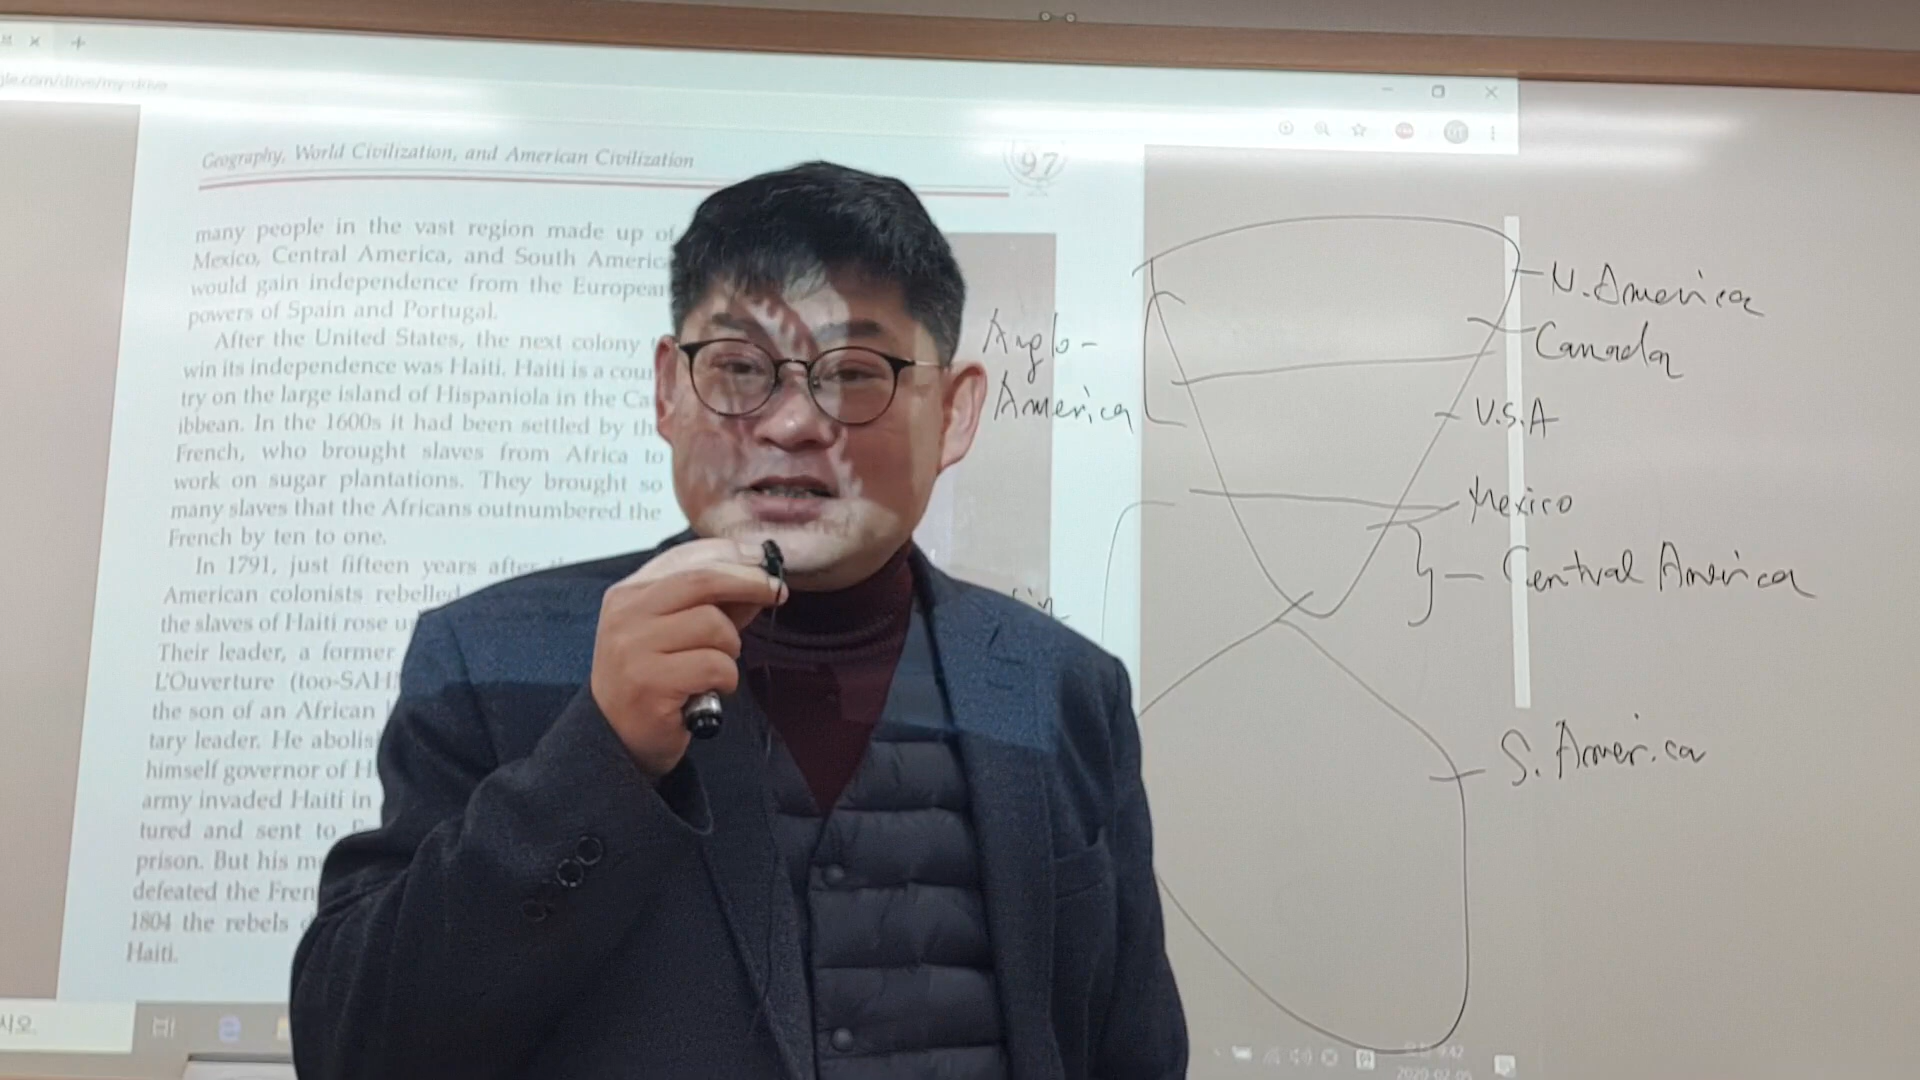 Geography, World Civilization, and American Civilization
97
many people in the vast region made up of
Mexico, Central America, and South Americ
would gain independence from the European
powers of Spain and Portugal.
After the United States, the next colony
win its independence was Haiti. Haiti is a coun
try on the large island of Hispaniola in the Ca
ibbean. In the 1600s it had been settled by the
French, who brought slaves from Africa to
work on sugar plantations. They brought so
many slaves that the Africans outnumbered the
French by ten to one.
In 1791, just fifteen years after
American colonists rebelled
the slaves of Haiti rose u
Their leader, a former
L'Ouverture (too-SAH
the son of an African
tary leader. He abolis
himself governor of H
army invaded Haiti in
tured and sent to
prison. But his m
defeated the Fren
1804 the rebels
Haiti.
Anglo-
America
N. America
Canada
U.S.A
Mexico
Central America
S. America
시오
2020-02-05